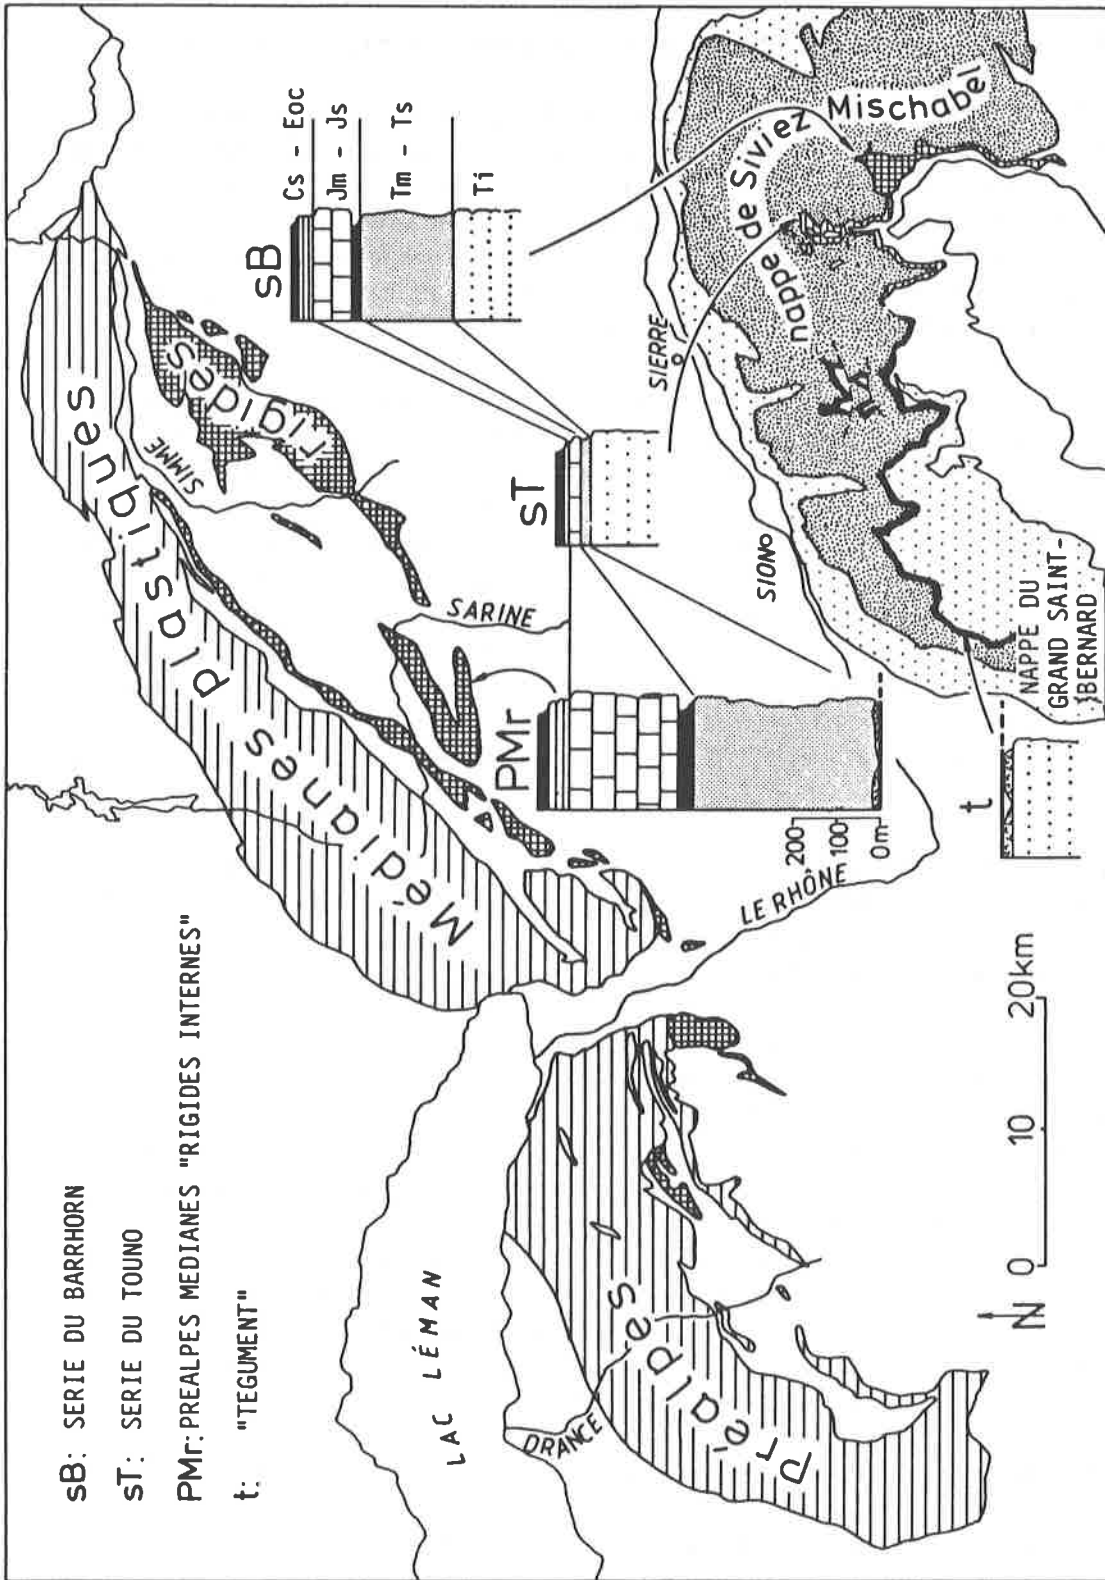 sB: SERIE DU BARRHORN
sT: SERIE DU TOUNO
PMr: PREALPES MEDIANES "RIGIDES INTERNES"
t: "TEGUMENT"
LAC LÉMAN
DRANCE
Préalpes
Médianes
Plastiques
rigides
SIMME
SARINE
LE RHÔNE
SION
SIERRE
sB
Cs - Eoc
Jm - Js
Tm - Ts
Ti
sT
PMr
200
100
0m
t
nappe de Siviez Mischabel
NAPPE DU
GRAND SAINT-
BERNARD
N
0 10 20km